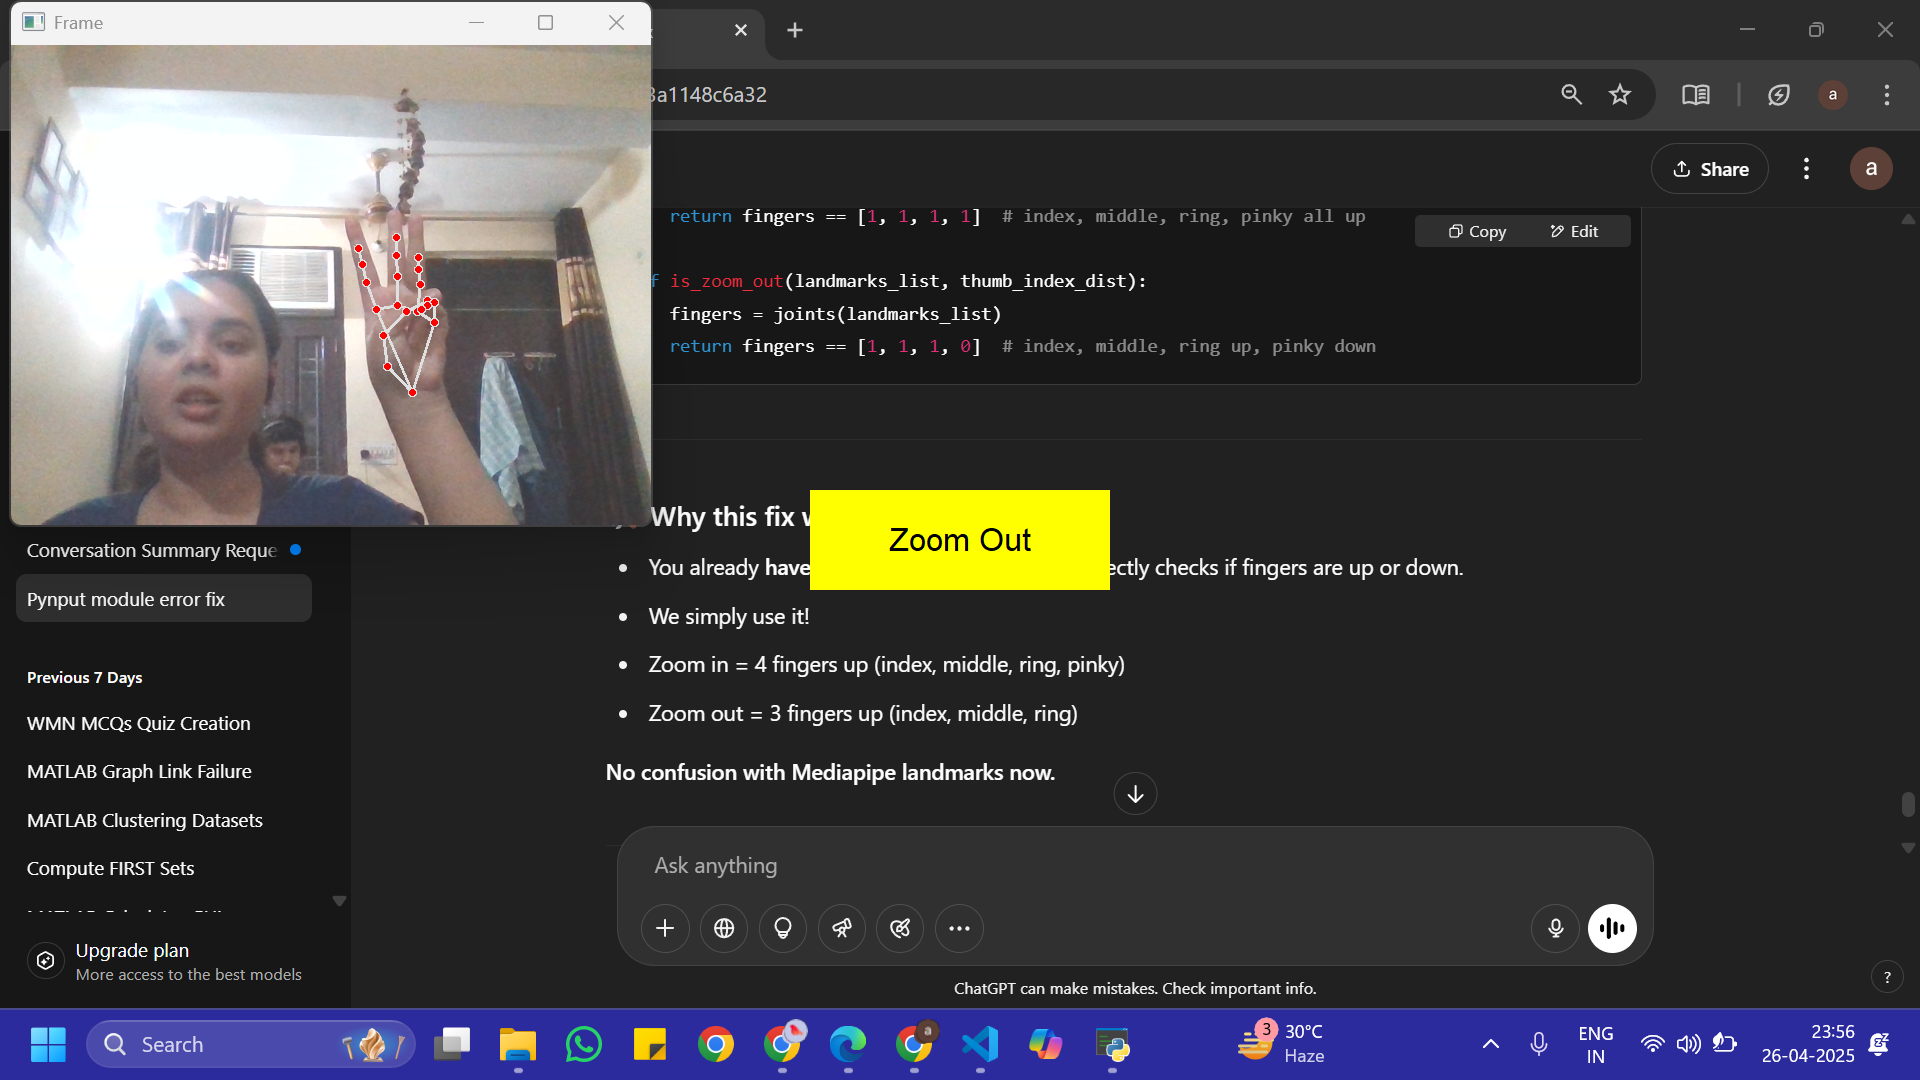 Frame
3a1148c6a32
a
Share
a
return fingers == [1, 1, 1, 1] # index, middle, ring, pinky all up
Copy
Edit
f is_zoom_out(landmarks_list, thumb_index_dist):
fingers = joints(landmarks_list)
return fingers == [1, 1, 1, 0] # index, middle, ring up, pinky down
Why this fix w
Zoom Out
You already have
ectly checks if fingers are up or down.
We simply use it!
Zoom in = 4 fingers up (index, middle, ring, pinky)
Zoom out = 3 fingers up (index, middle, ring)
No confusion with Mediapipe landmarks now.
Conversation Summary Reque
Pynput module error fix
Previous 7 Days
WMN MCQs Quiz Creation
MATLAB Graph Link Failure
MATLAB Clustering Datasets
Compute FIRST Sets
Upgrade plan
More access to the best models
Ask anything
ChatGPT can make mistakes. Check important info.
?
Search
a
3
30°C
Haze
ENG
IN
23:56
26-04-2025